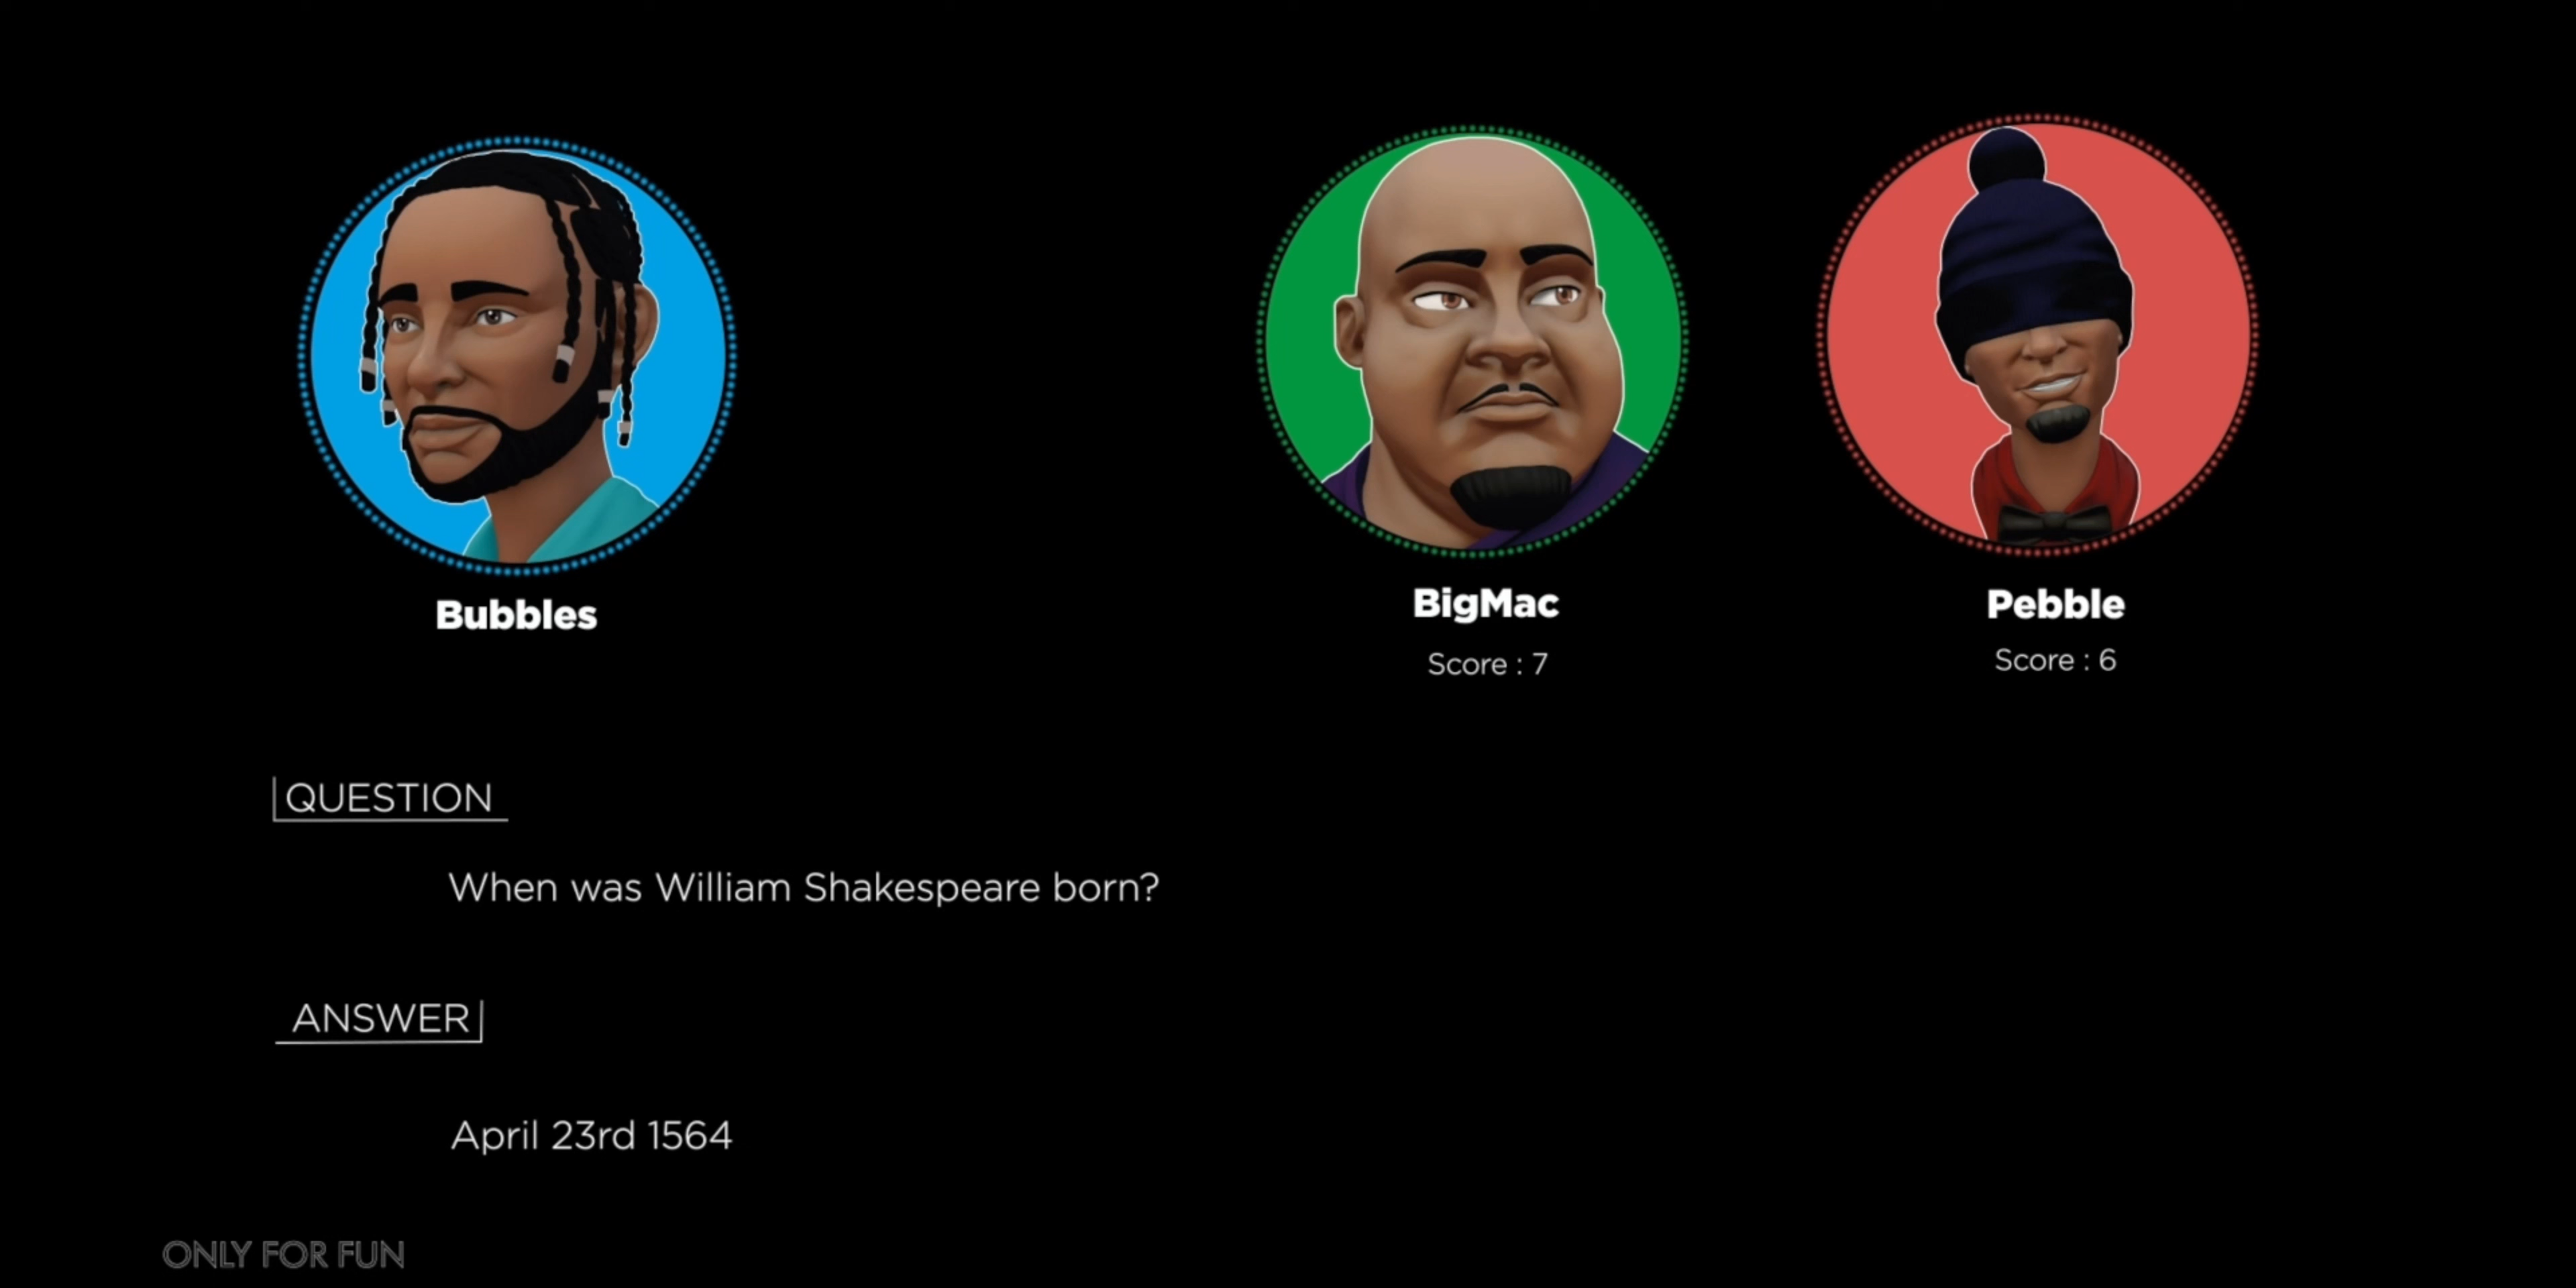 Bubbles
BigMac
Score : 7
Pebble
Score : 6
QUESTION
When was William Shakespeare born?
ANSWER
April 23rd 1564
ONLY FOR FUN